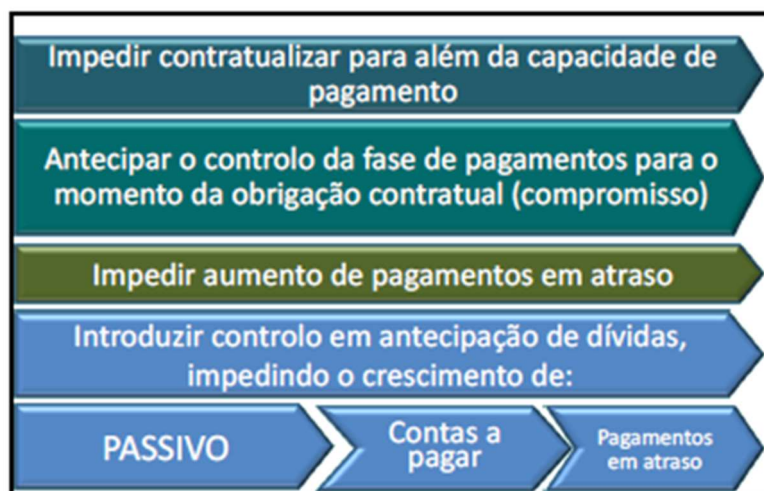 Impedir contratualizar para além da capacidade de
pagamento
Antecipar o controlo da fase de pagamentos para o
momento da obrigação contratual (compromisso)
Impedir aumento de pagamentos em atraso
Introduzir controlo em antecipação de dívidas,
impedindo o crescimento de:
PASSIVO
Contas a
pagar
Pagamentos
em atraso